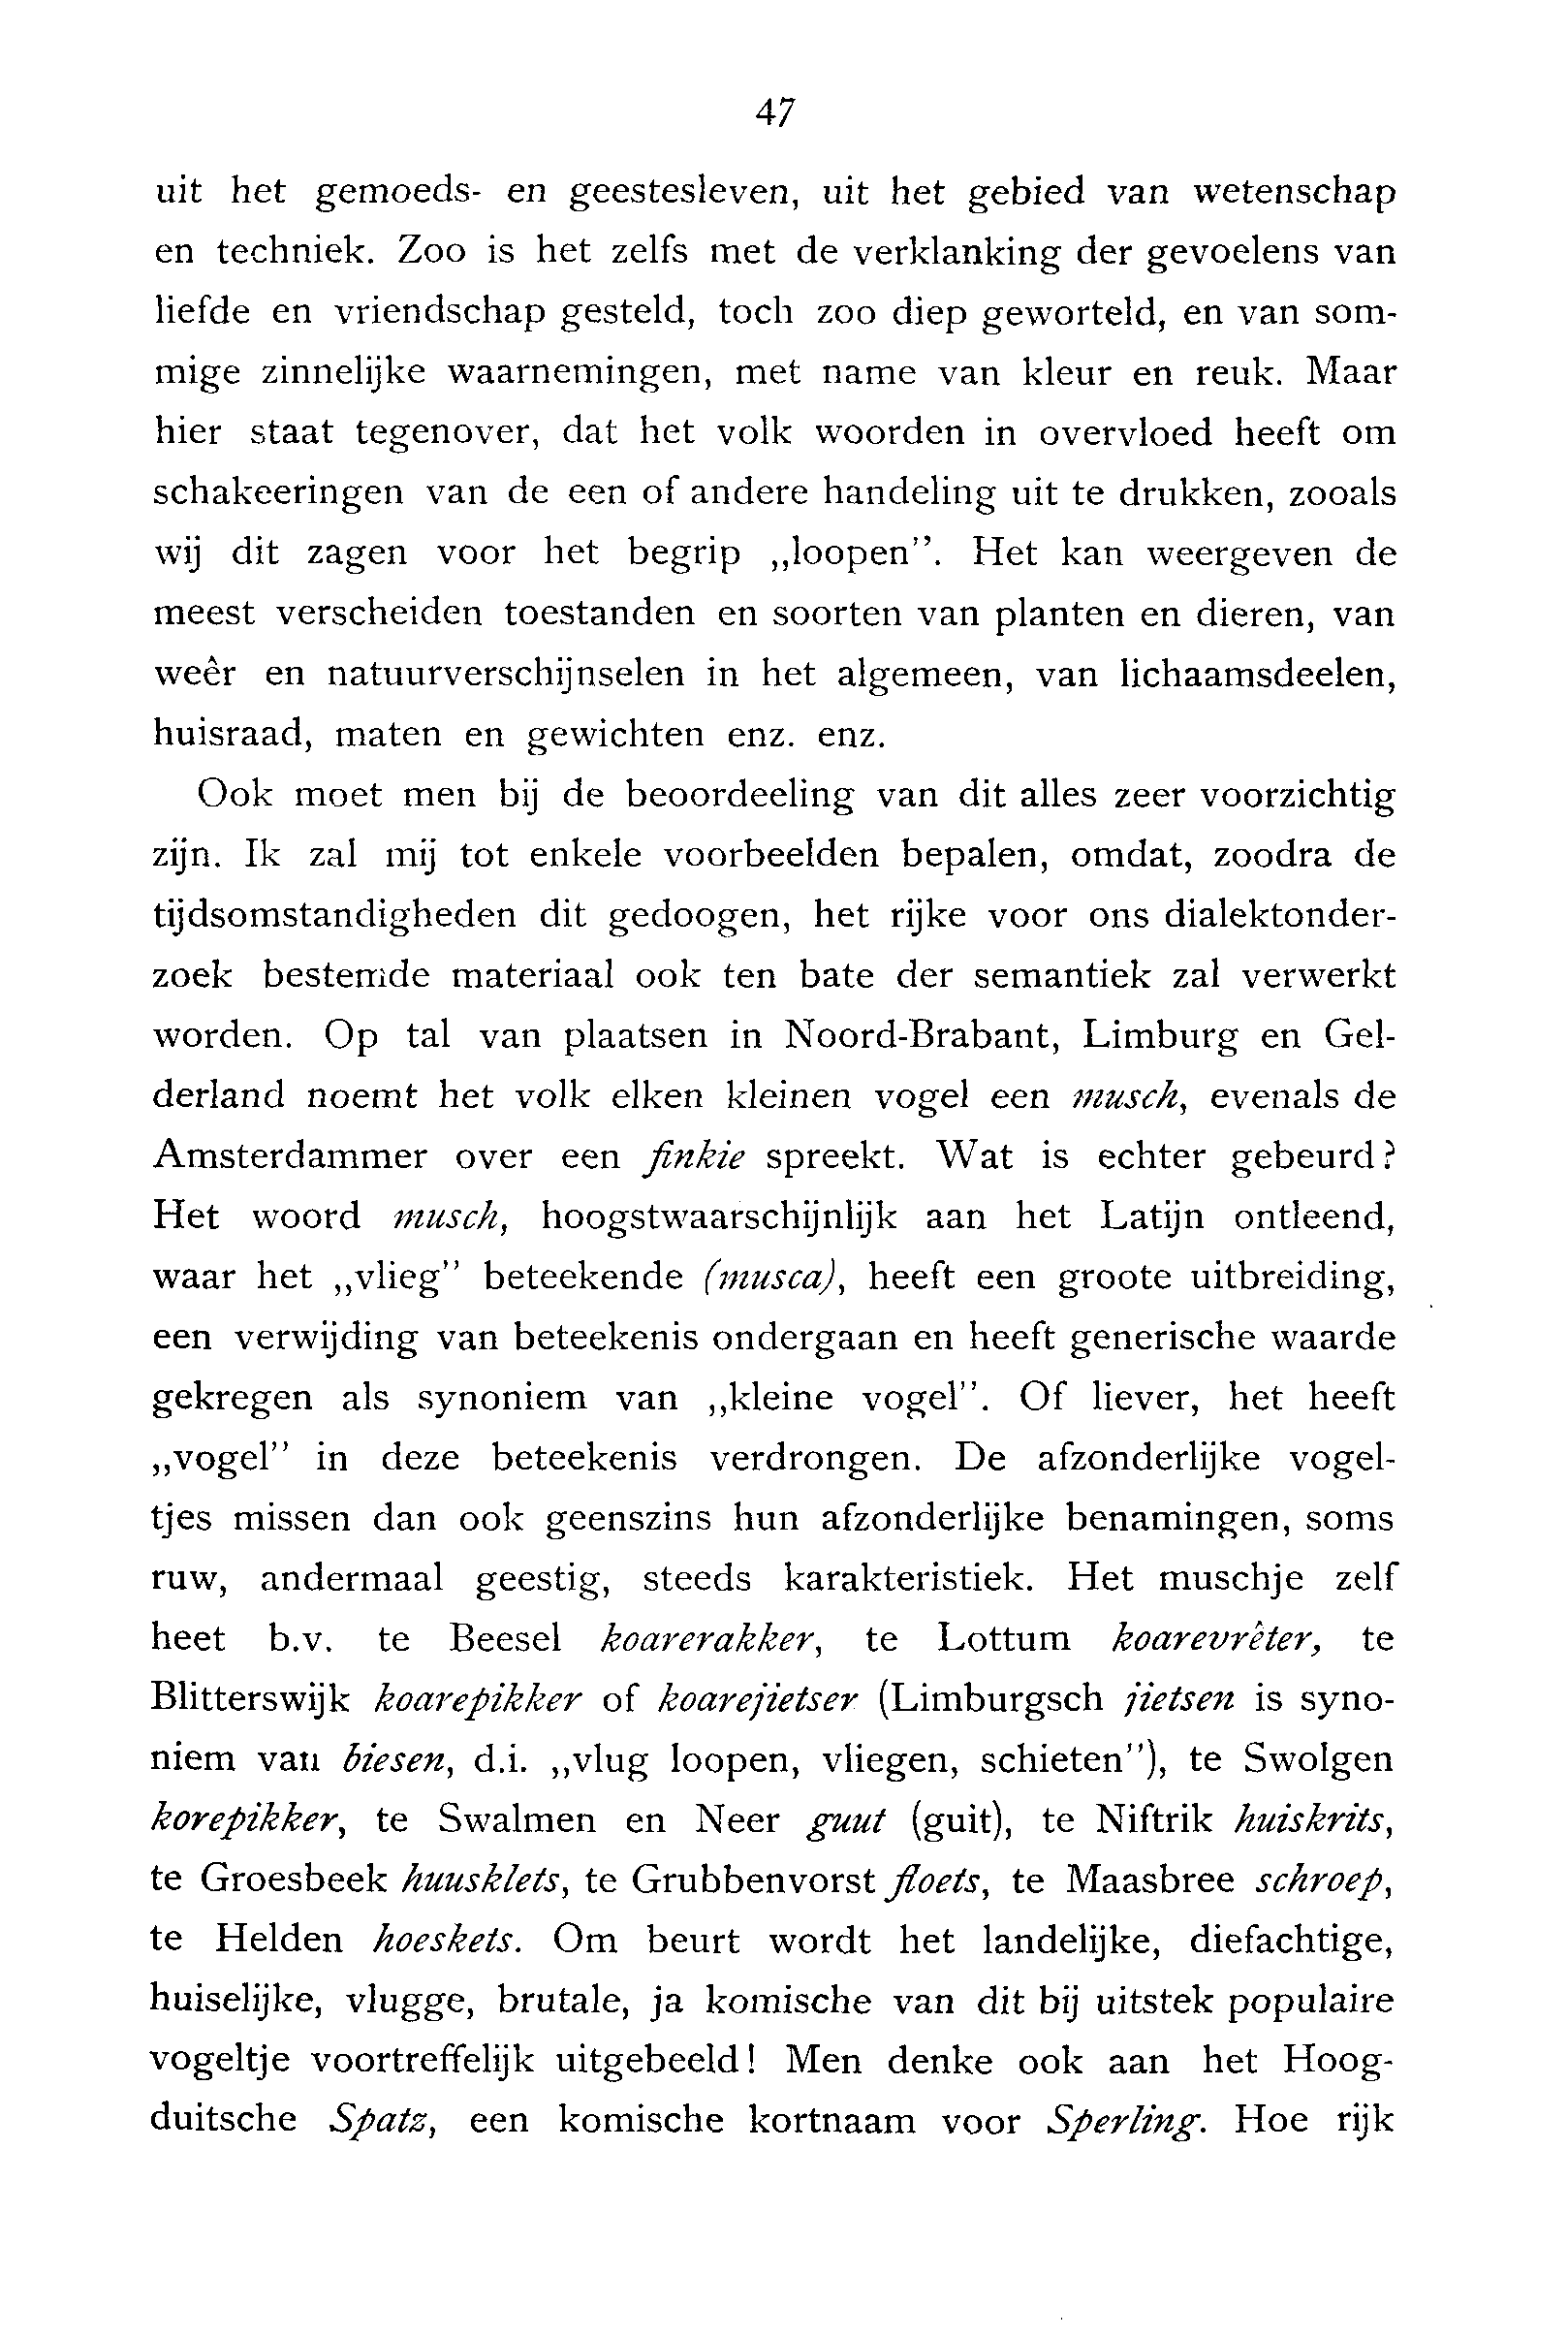 47
uit het gemoeds- en geestesleven, uit het gebied van wetenschap
en techniek. Zoo is het zelfs met de verklanking der gevoelens van
liefde en vriendschap gesteld, toch zoo diep geworteld, en van som-
mige zinnelijke waarnemingen, met name van kleur en reuk. Maar
hier staat tegenover, dat het volk woorden in overvloed heeft om
schakeeringen van de een of andere handeling uit te drukken, zooals
wij dit zagen voor het begrip „loopen”. Het kan weergeven de
meest verscheiden toestanden en soorten van planten en dieren, van
weêr en natuurverschijnselen in het algemeen, van lichaamsdeelen,
huisraad, maten en gewichten enz. enz.
Ook moet men bij de beoordeeling van dit alles zeer voorzichtig
zijn. Ik zal mij tot enkele voorbeelden bepalen, omdat, zoodra de
tijdsomstandigheden dit gedoogen, het rijke voor ons dialektonder-
zoek bestemde materiaal ook ten bate der semantiek zal verwerkt
worden. Op tal van plaatsen in Noord-Brabant, Limburg en Gel-
derland noemt het volk elken kleinen vogel een musch, evenals de
Amsterdammer over een finkie spreekt. Wat is echter gebeurd?
Het woord musch, hoogstwaarschijnlijk aan het Latijn ontleend,
waar het „vlieg” beteekende (musca), heeft een groote uitbreiding,
een verwijding van beteekenis ondergaan en heeft generische waarde
gekregen als synoniem van „kleine vogel”. Of liever, het heeft
„vogel” in deze beteekenis verdrongen. De afzonderlijke vogel-
tjes missen dan ook geenszins hun afzonderlijke benamingen, soms
ruw, andermaal geestig, steeds karakteristiek. Het muschje zelf
heet b.v. te Beesel koarerakker, te Lottum koarevrêter, te
Blitterswijk koarepikker of koarejietser (Limburgsch jietsen is syno-
niem van biesen, d.i. „vlug loopen, vliegen, schieten”), te Swolgen
korepikker, te Swalmen en Neer guut (guit), te Niftrik huiskrits,
te Groesbeek huusklets, te Grubbenvorst floets, te Maasbree schroep,
te Helden hoeskets. Om beurt wordt het landelijke, diefachtige,
huiselijke, vlugge, brutale, ja komische van dit bij uitstek populaire
vogeltje voortreffelijk uitgebeeld! Men denke ook aan het Hoog-
duitsche Spatz, een komische kortnaam voor Sperling. Hoe rijk